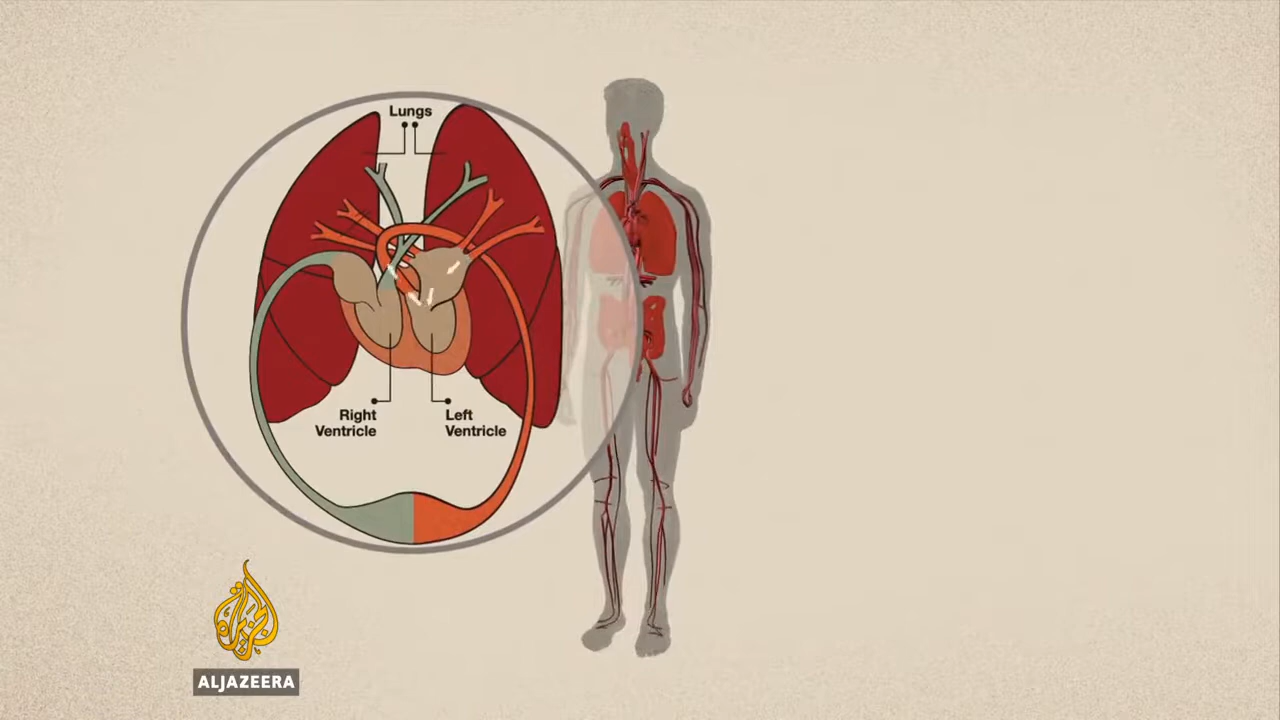 Lungs
Right
Ventricle
Left
Ventricle
الجزيرة
ALJAZEERA